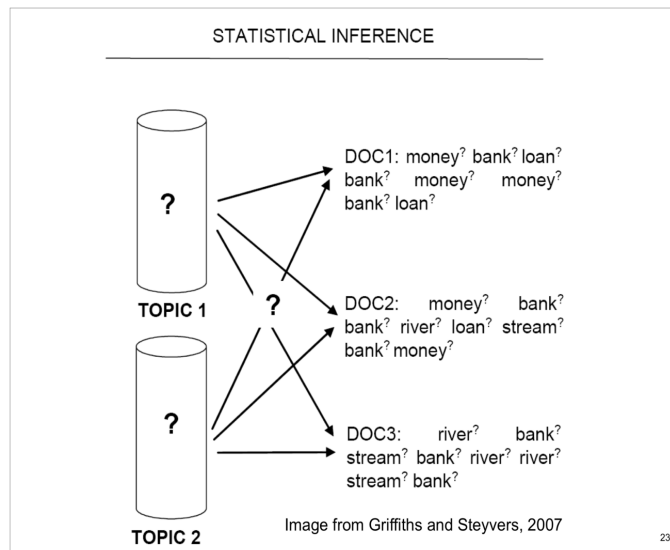 STATISTICAL INFERENCE
?
TOPIC 1
?
TOPIC 2
?
DOC1: money? bank? loan?
bank? money? money?
bank? loan?
DOC2: money? bank?
bank? river? loan? stream?
bank? money?
DOC3: river? bank?
stream? bank? river? river?
stream? bank?
Image from Griffiths and Steyvers, 2007
23